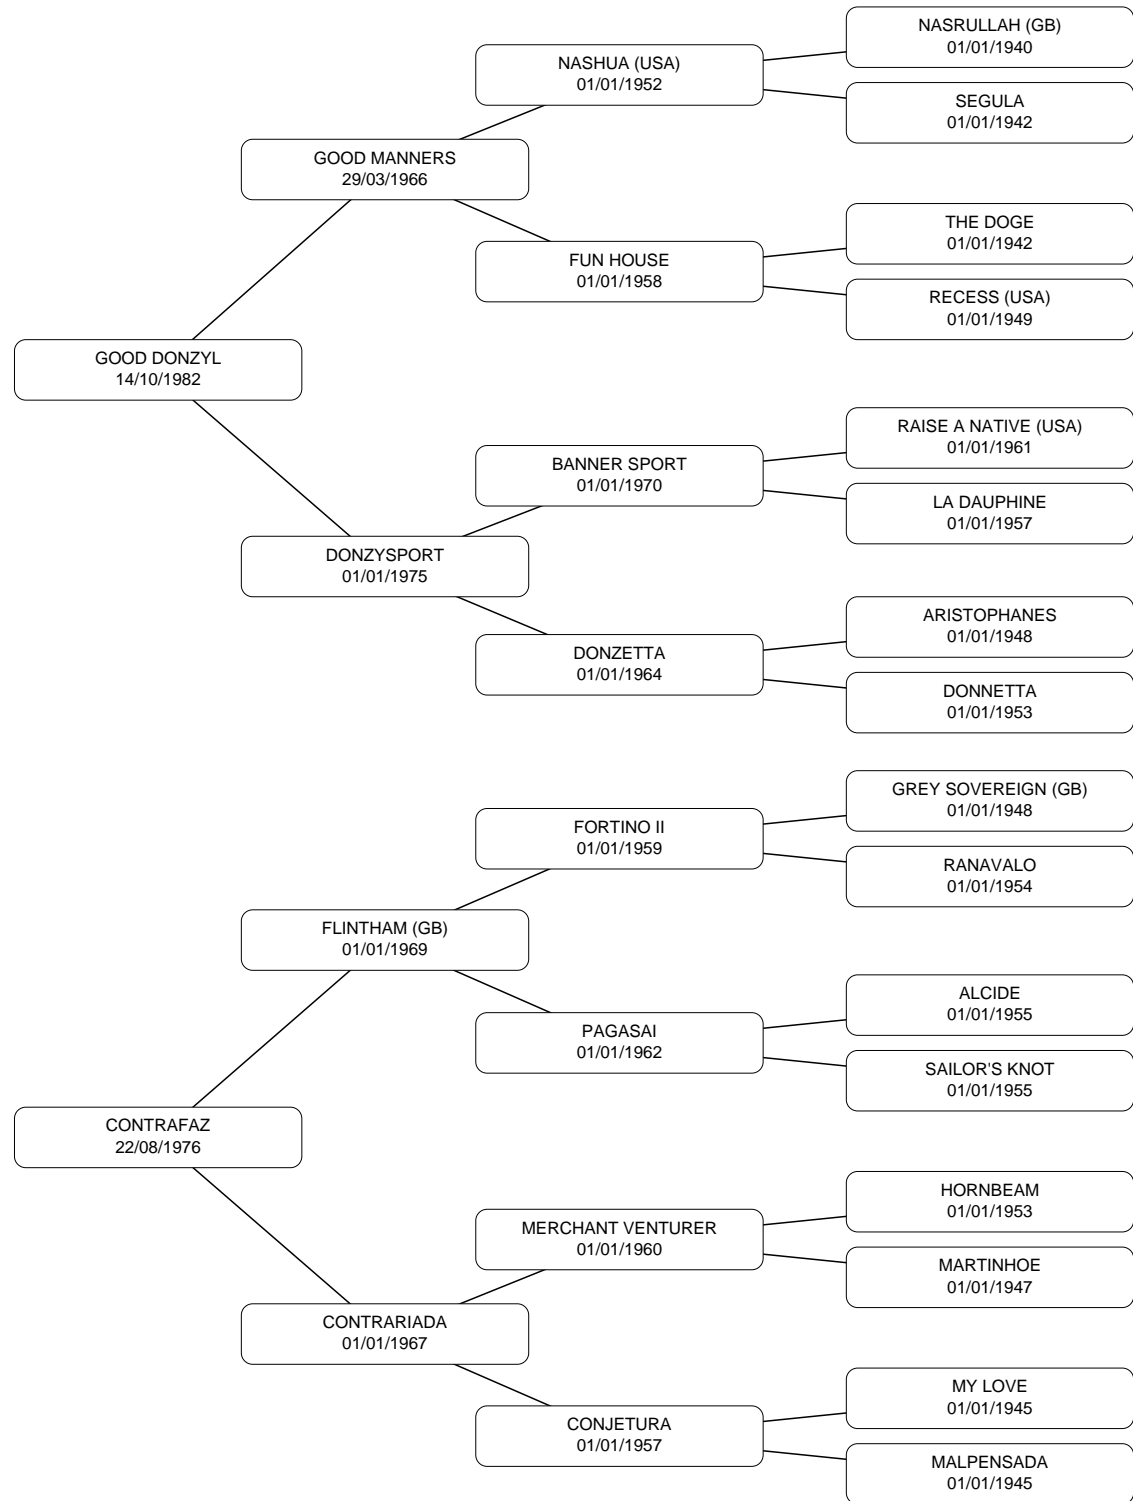 NASRULLAH (GB)
01/01/1940
NASHUA (USA)
01/01/1952
SEGULA
01/01/1942
GOOD MANNERS
29/03/1966
THE DOGE
01/01/1942
FUN HOUSE
01/01/1958
RECESS (USA)
01/01/1949
GOOD DONZYL
14/10/1982
RAISE A NATIVE (USA)
01/01/1961
BANNER SPORT
01/01/1970
LA DAUPHINE
01/01/1957
DONZYSPORT
01/01/1975
ARISTOPHANES
01/01/1948
DONZETTA
01/01/1964
DONNETTA
01/01/1953
GREY SOVEREIGN (GB)
01/01/1948
FORTINO II
01/01/1959
RANAVALO
01/01/1954
FLINTHAM (GB)
01/01/1969
ALCIDE
01/01/1955
PAGASAI
01/01/1962
SAILOR'S KNOT
01/01/1955
CONTRAFAZ
22/08/1976
HORNBEAM
01/01/1953
MERCHANT VENTURER
01/01/1960
MARTINHOE
01/01/1947
CONTRARIADA
01/01/1967
MY LOVE
01/01/1945
CONJETURA
01/01/1957
MALPENSADA
01/01/1945